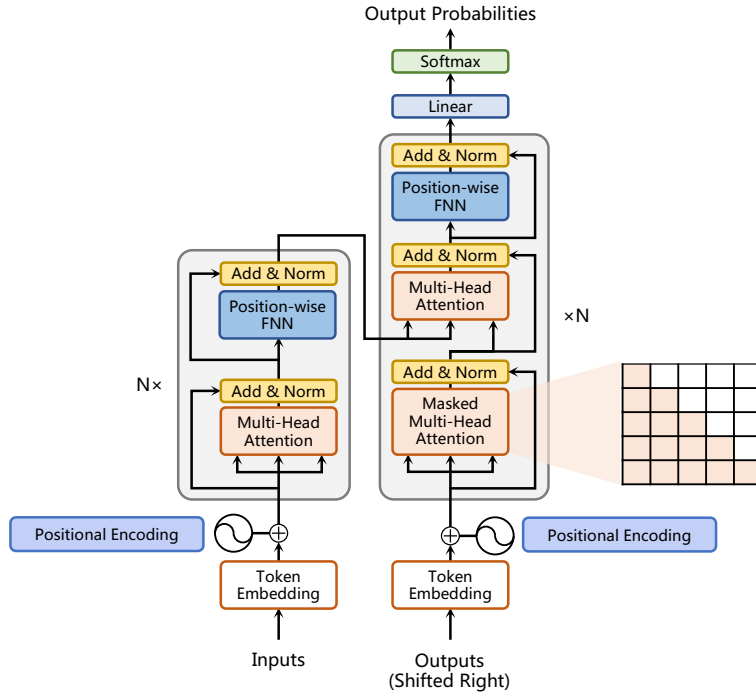 Output Probabilities
Softmax
Linear
Add & Norm
Position-wise
FNN
Add & Norm
Multi-Head
Attention
×N
Add & Norm
Masked
Multi-Head
Attention
Add & Norm
Position-wise
FNN
N×
Add & Norm
Multi-Head
Attention
Positional Encoding
Positional Encoding
Token
Embedding
Token
Embedding
Inputs
Outputs
(Shifted Right)